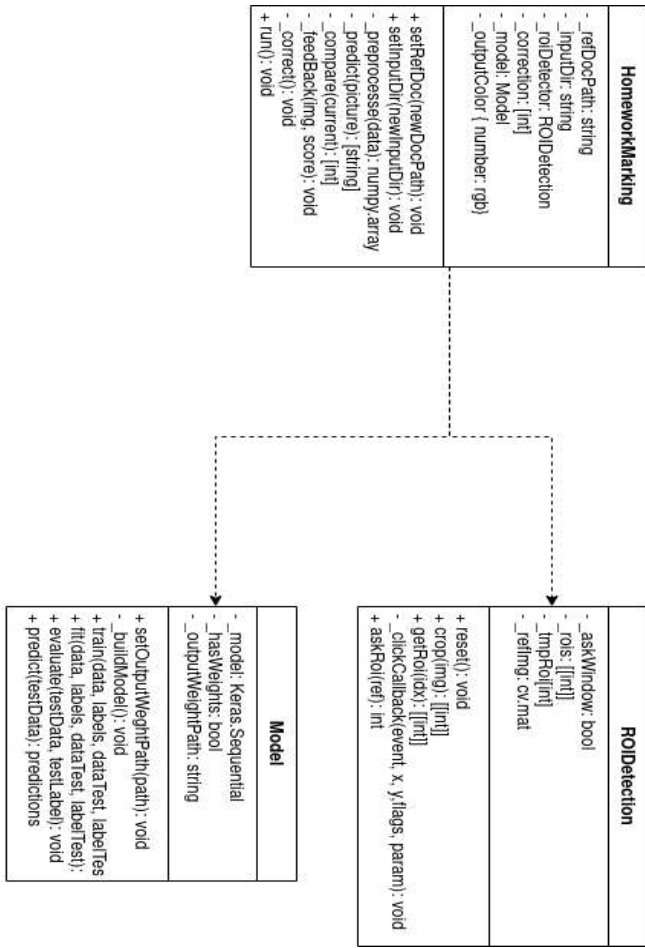 HomeworkMarking
- _refDocPath: string
- _inputDir: string
- _roiDetector: ROIDetection
- _correction: [int]
- _model: Model
- _outputColor { number: rgb}
+ setRefDoc(newDocPath): void
+ setInputDir(newInputDir): void
- _preprocesse(data): numpy.array
- _predict(picture): [string]
- _compare(current): [int]
- _feedBack(img, score): void
- _correct(): void
+ run(): void
ROIDetection
- _askWindow: bool
- _rois: [[int]]
- _tmpRoi[int]
- _refImg: cv.mat
+ reset(): void
+ crop(img): [[int]]
+ getRoi(idx): [[int]]
- _clickCallback(event, x, y,flags, param): void
+ askRoi(ref): int
Model
- _model: Keras.Sequential
- _hasWeights: bool
- _outputWeightPath: string
+ setOutputWeghtPath(path): void
- _buildModel(): void
+ train(data, labels, dataTest, labelTes
+ fit(data, labels, dataTest, labelTest):
+ evaluate(testData, testLabel): void
+ predict(testData): predictions